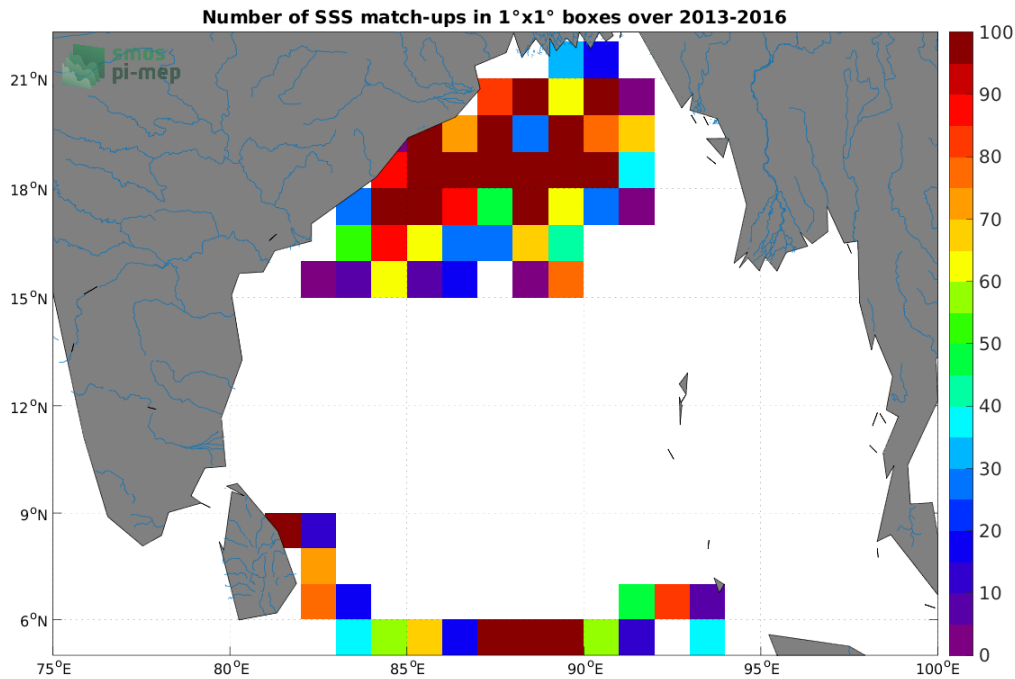 Number of SSS match-ups in 1°x1° boxes over 2013-2016
smos
pi-mep
21°N
18°N
15°N
12°N
9°N
6°N
75°E 80°E 85°E 90°E 95°E 100°E
100
90
80
70
60
50
40
30
20
10
0